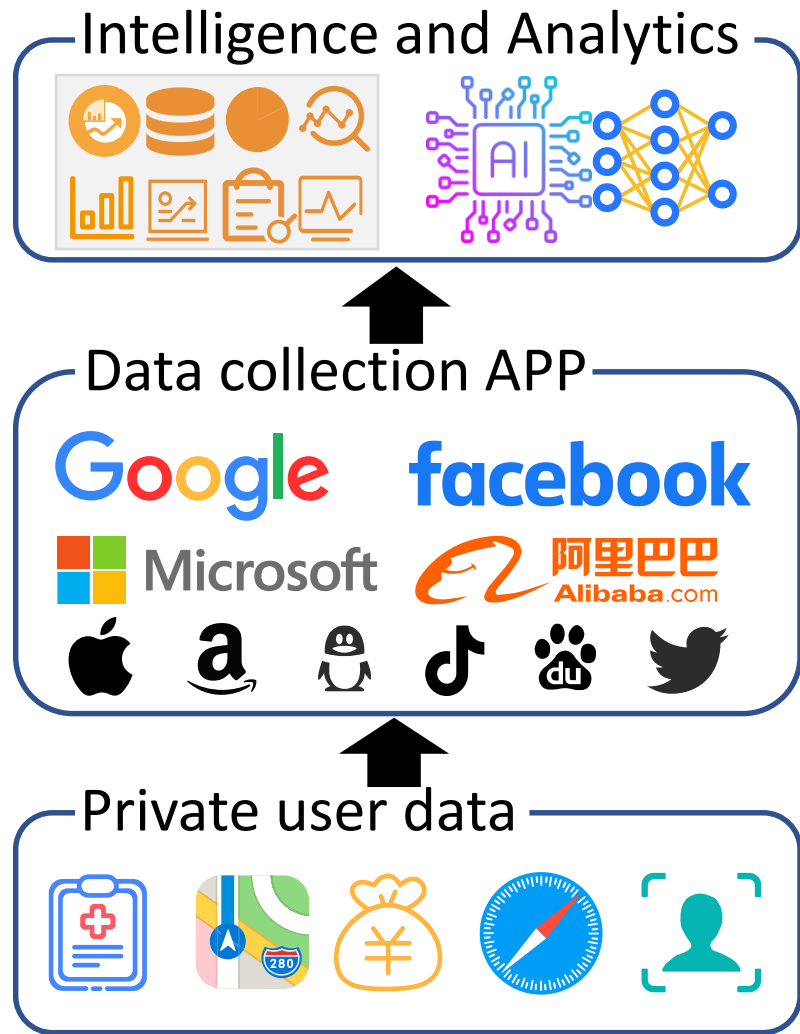 Intelligence and Analytics
AI
Data collection APP
Google
facebook
Microsoft
阿里巴巴
Alibaba.com
a
du
Private user data
280
¥